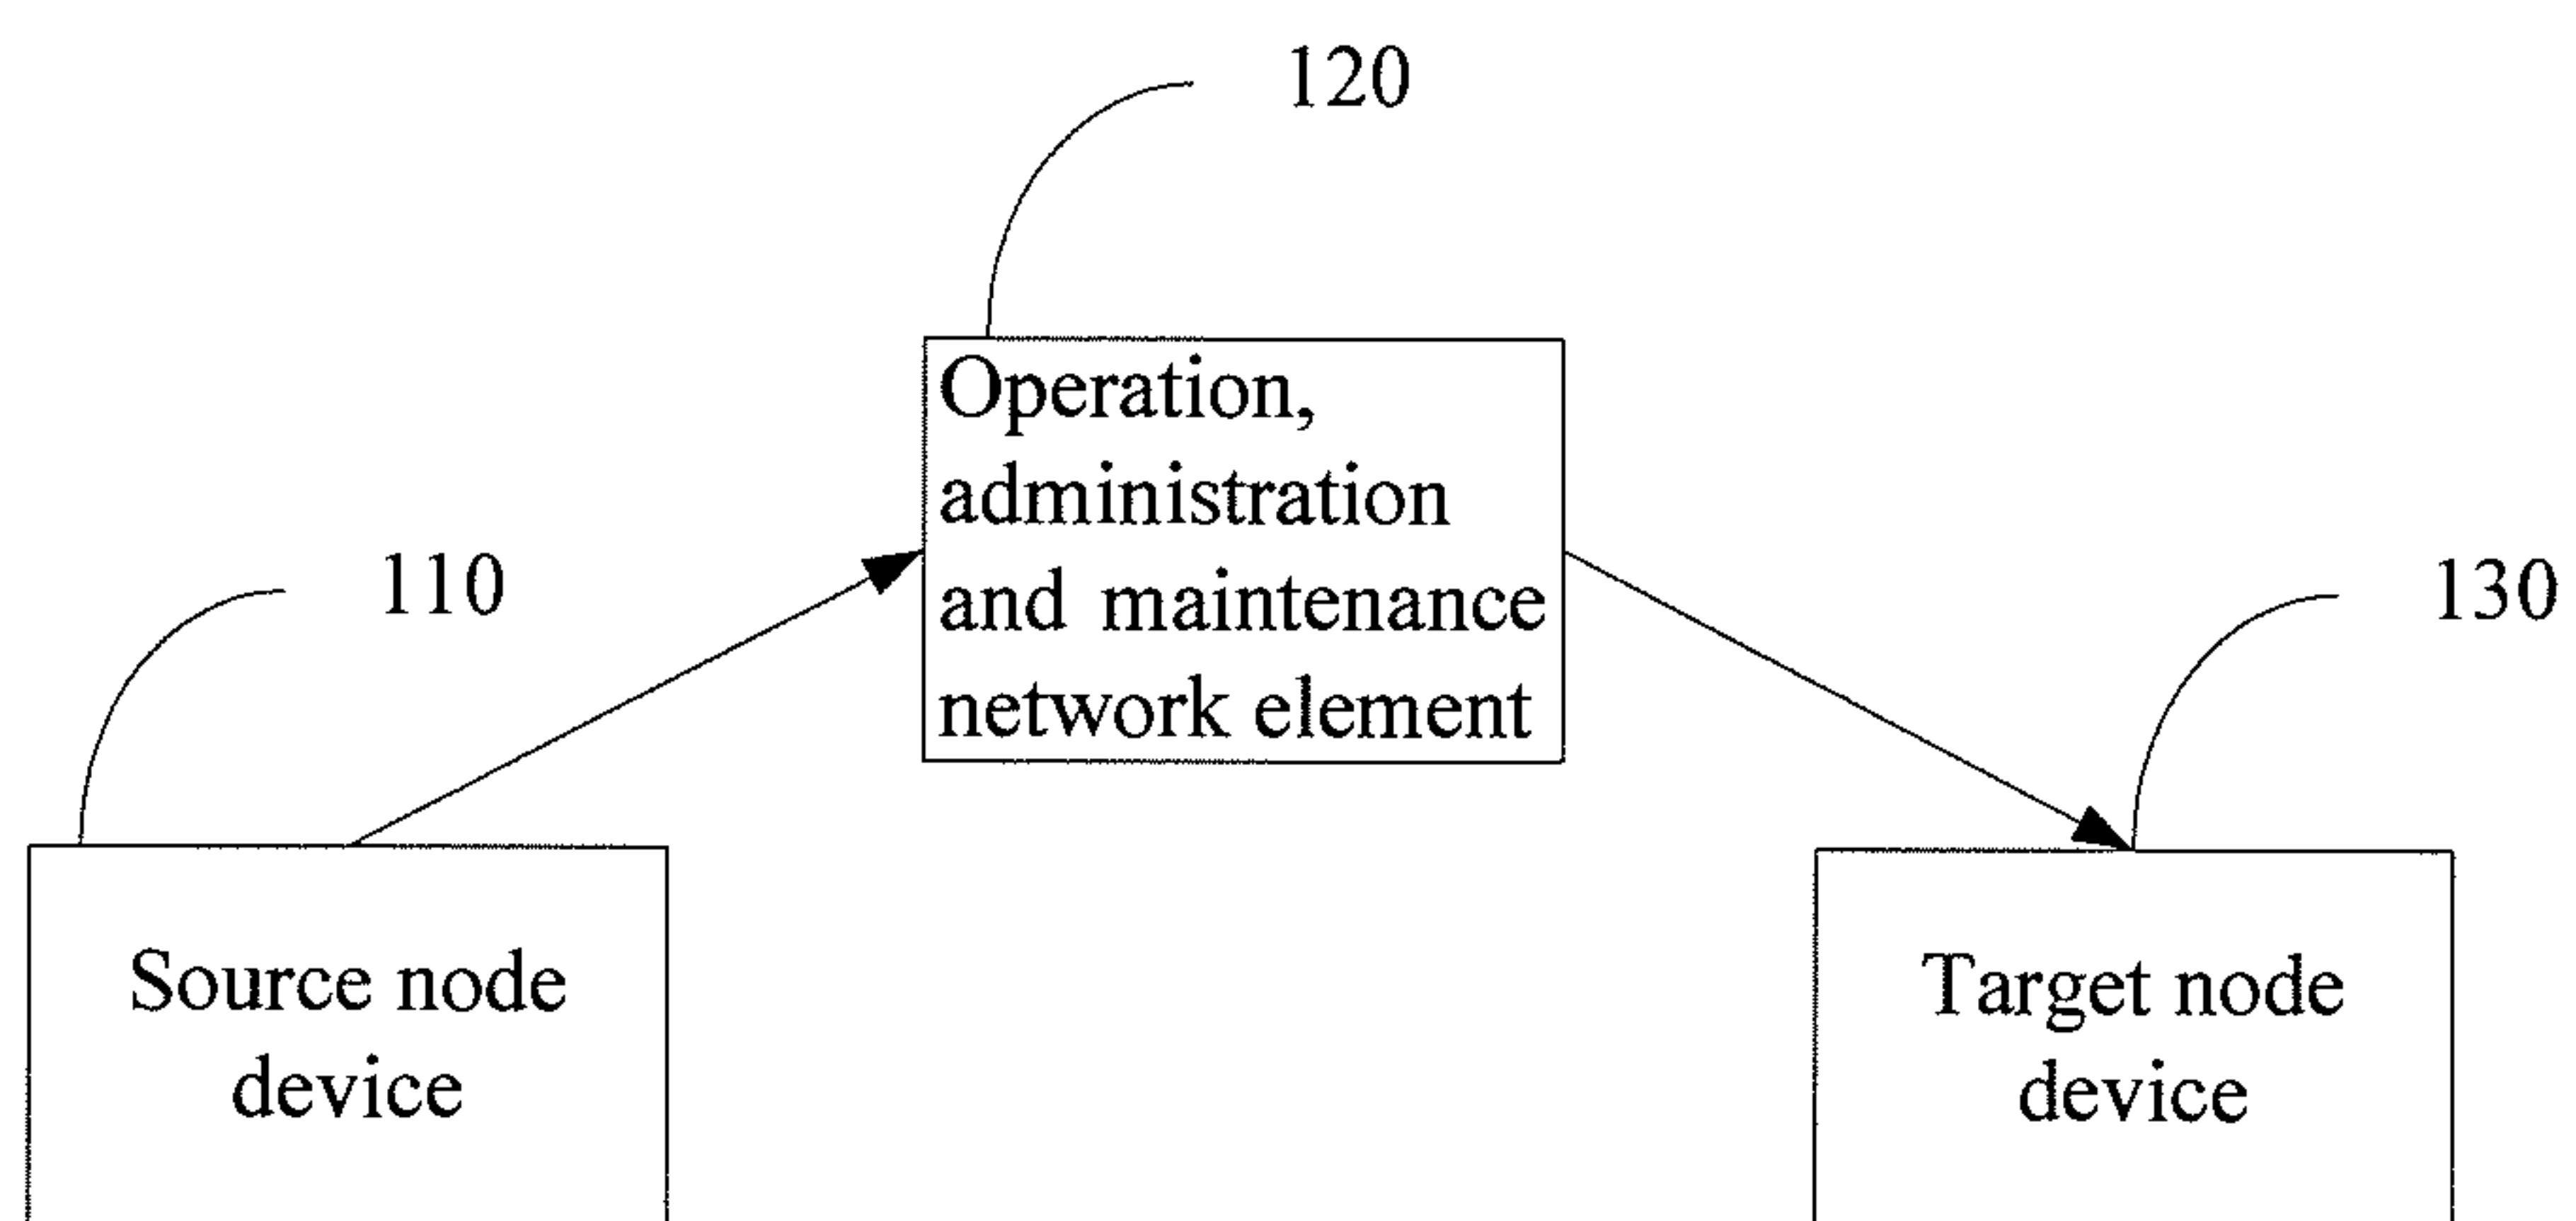 120
Operation,
administration
and maintenance
network element
110
130
Source node
device
Target node
device